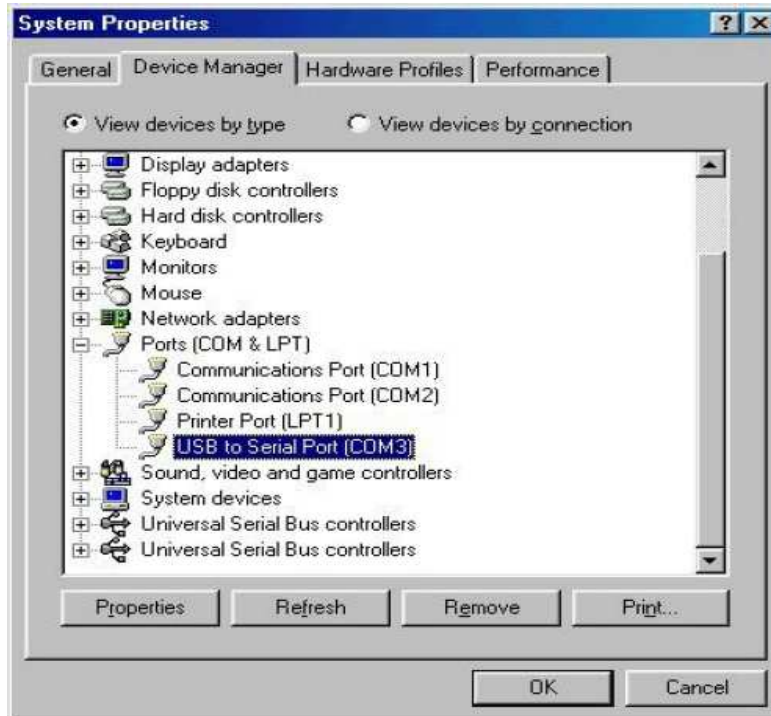 System Properties
General Device Manager Hardware Profiles Performance
View devices by type View devices by connection
Display adapters
Floppy disk controllers
Hard disk controllers
Keyboard
Monitors
Mouse
Network adapters
Ports (COM & LPT)
Communications Port (COM1)
Communications Port (COM2)
Printer Port (LPT1)
USB to Serial Port (COM3)
Sound, video and game controllers
System devices
Universal Serial Bus controllers
Universal Serial Bus controllers
Properties Refresh Remove Print...
OK Cancel